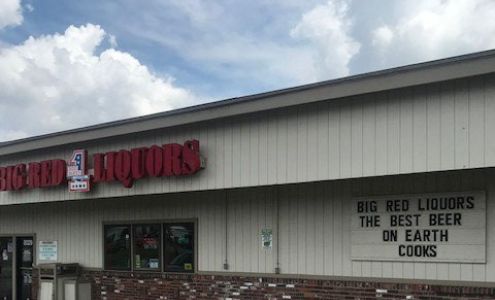 BIG RED LIQUORS
BIG RED LIQUORS
THE BEST BEER
ON EARTH
COOKS